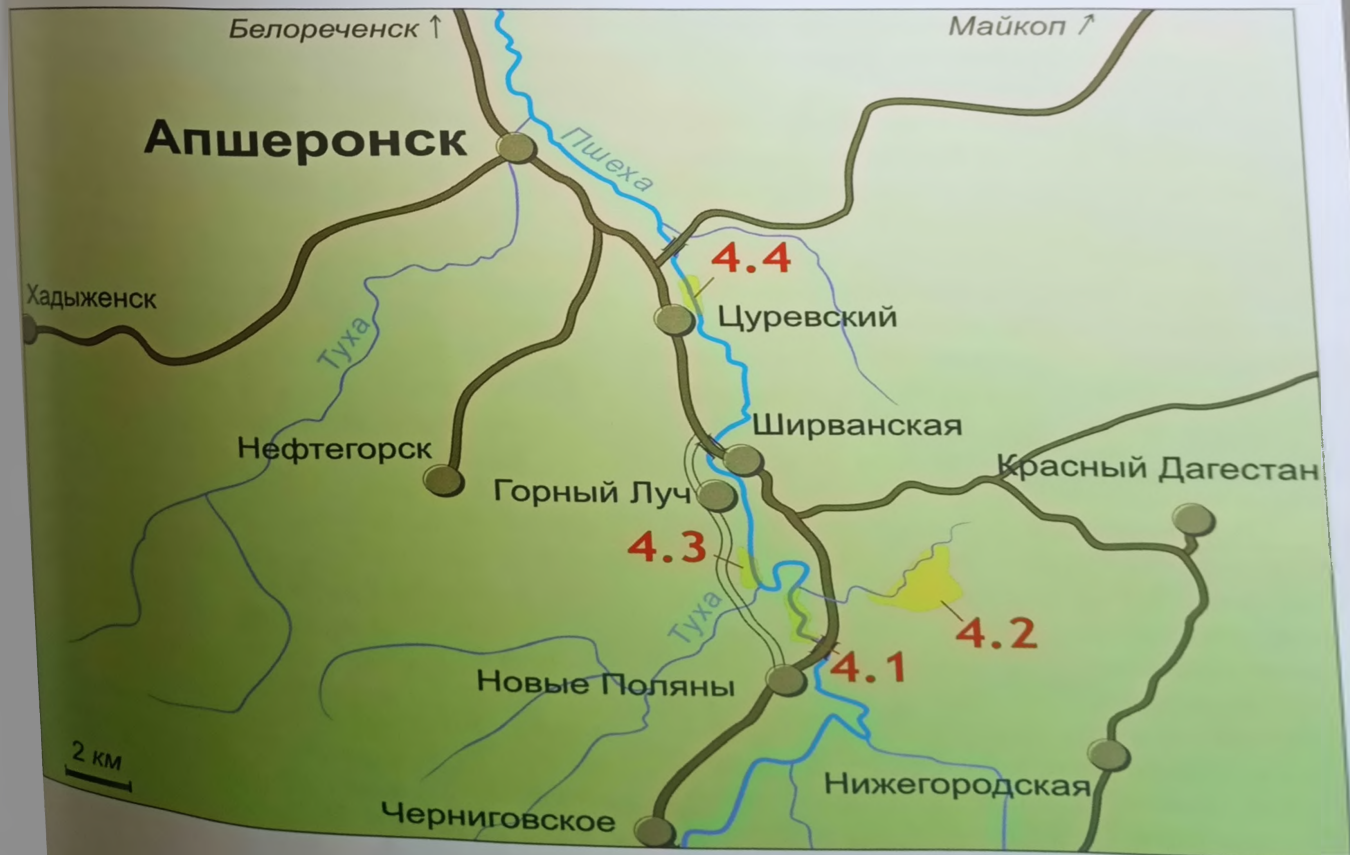 Белореченск ↑
Майкоп ↗
Апшеронск
Пшеха
4.4
Хадыженск
Цуревский
Туха
Ширванская
Нефтегорск
Красный Дагестан
Горный Луч
4.3
Туха
4.2
4.1
Новые Поляны
2 км
Нижегородская
Черниговское